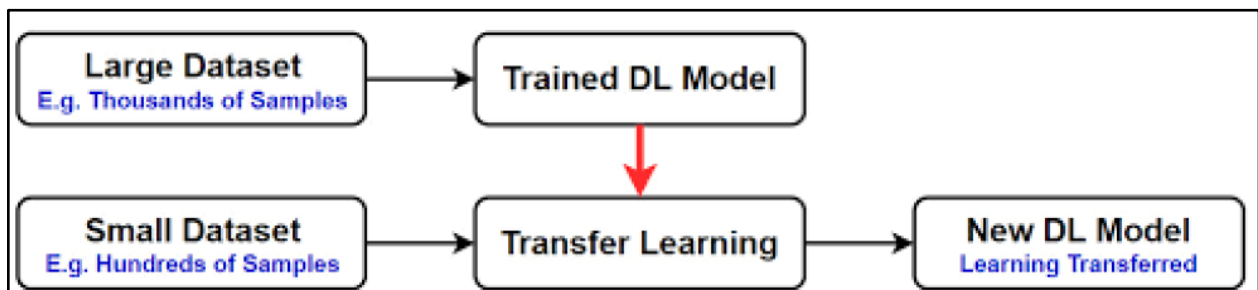 Large Dataset
E.g. Thousands of Samples
Trained DL Model
Small Dataset
E.g. Hundreds of Samples
Transfer Learning
New DL Model
Learning Transferred